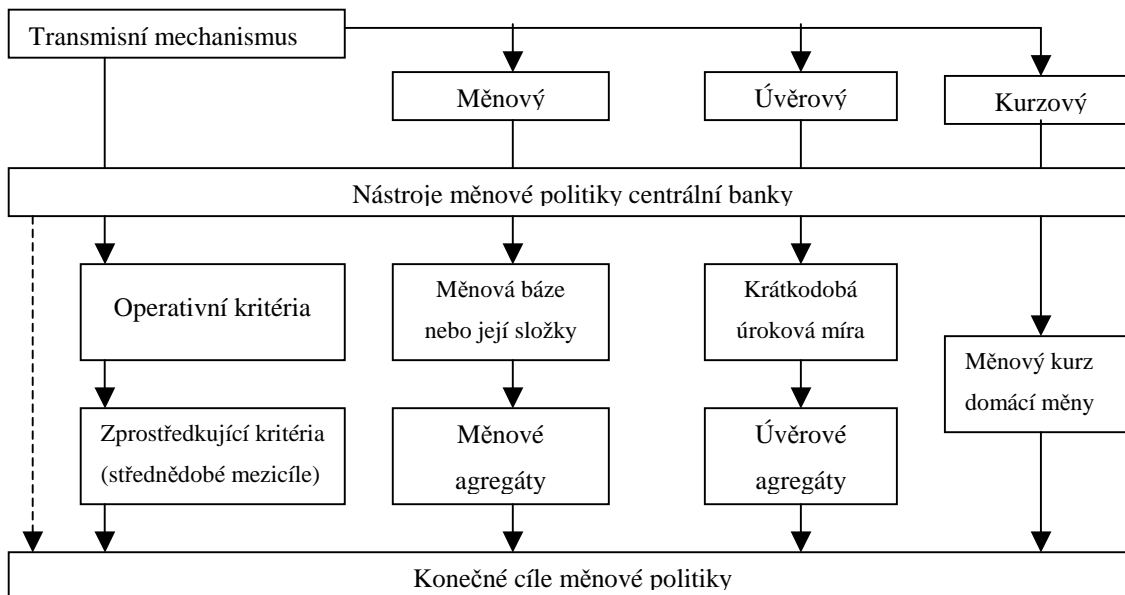 Transmisní mechanismus
Měnový
Úvěrový
Kurzový
Nástroje měnové politiky centrální banky
Operativní kritéria
Měnová báze
nebo její složky
Krátkodobá
úroková míra
Měnový kurz
domácí měny
Zprostředkující kritéria
(střednědobé mezicíle)
Měnové
agregáty
Úvěrové
agregáty
Konečné cíle měnové politiky